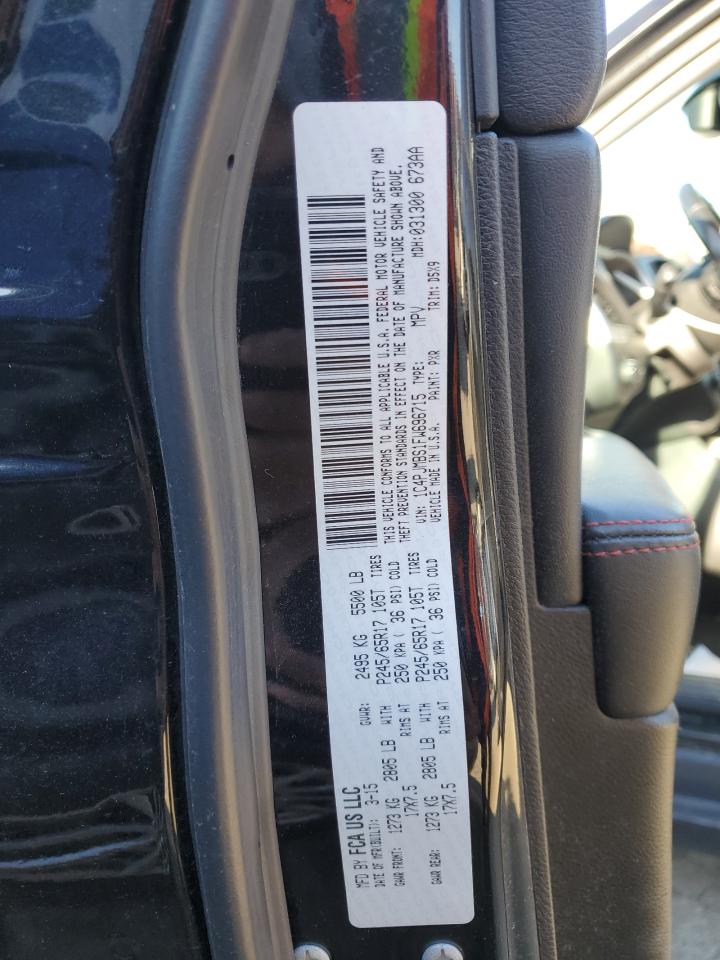 MFD BY FCA US LLC
DATE OF MFR(BUILT): 3-15 GVWR: 2495 KG 5500 LB
GAWR FRONT: 1273 KG 2805 LB WITH P245/65R17 105T TIRES
17X7.5 RIMS AT 250 KPA ( 36 PSI) COLD
GAWR REAR: 1273 KG 2805 LB WITH P245/65R17 105T TIRES
17X7.5 RIMS AT 250 KPA ( 36 PSI) COLD
THIS VEHICLE CONFORMS TO ALL APPLICABLE U.S.A. FEDERAL MOTOR VEHICLE SAFETY AND
THEFT PREVENTION STANDARDS IN EFFECT ON THE DATE OF MANUFACTURE SHOWN ABOVE.
VIN: 1C4PJMBS1FW696715 TYPE: MPV MDH:031300 673AA
VEHICLE MADE IN U.S.A. PAINT: PXR TRIM: D5X9